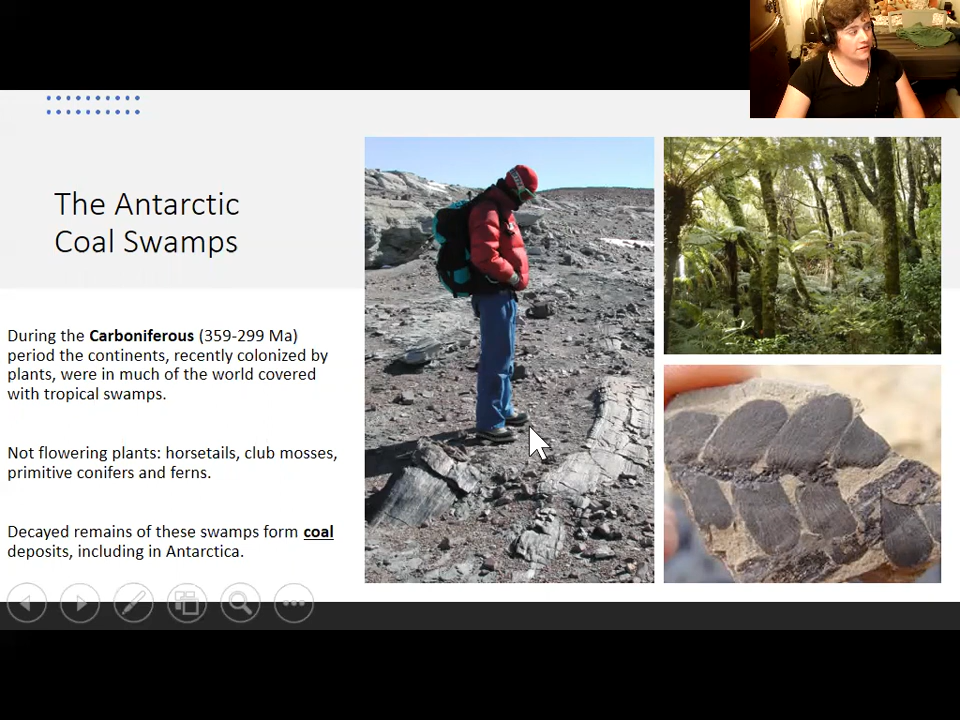 The Antarctic
Coal Swamps
During the Carboniferous (359-299 Ma)
period the continents, recently colonized by
plants, were in much of the world covered
with tropical swamps.
Not flowering plants: horsetails, club mosses,
primitive conifers and ferns.
Decayed remains of these swamps form coal
deposits, including in Antarctica.